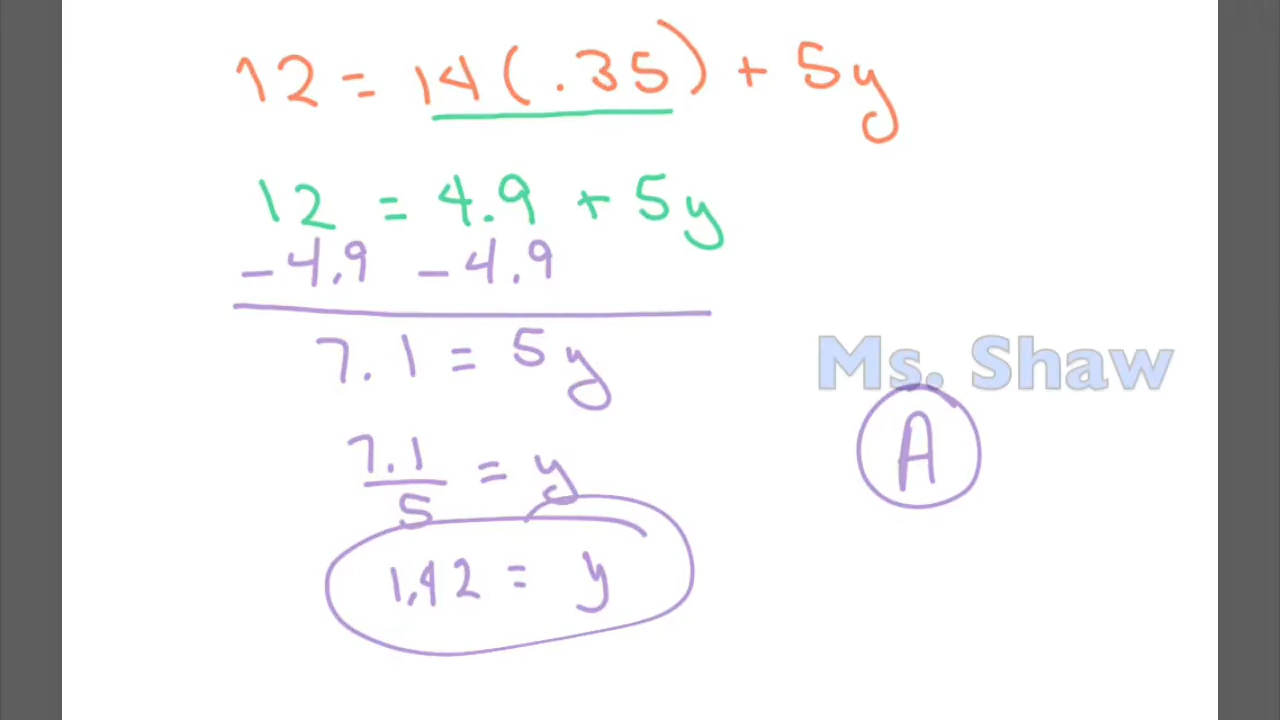 12 = 14(.35) + 5y
12 = 4.9 + 5y
-4.9 -4.9
7.1 = 5y
Ms. Shaw
A
7.1/5 = y
1.42 = y